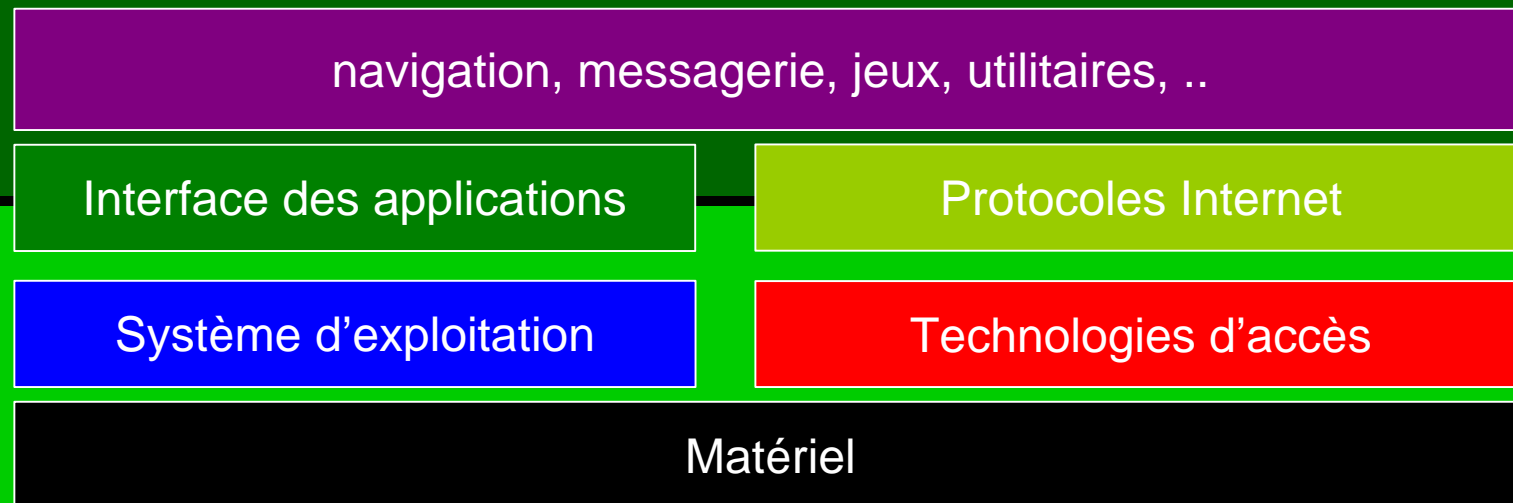 navigation, messagerie, jeux, utilitaires, ..
Interface des applications
Protocoles Internet
Système d’exploitation
Technologies d’accès
Matériel